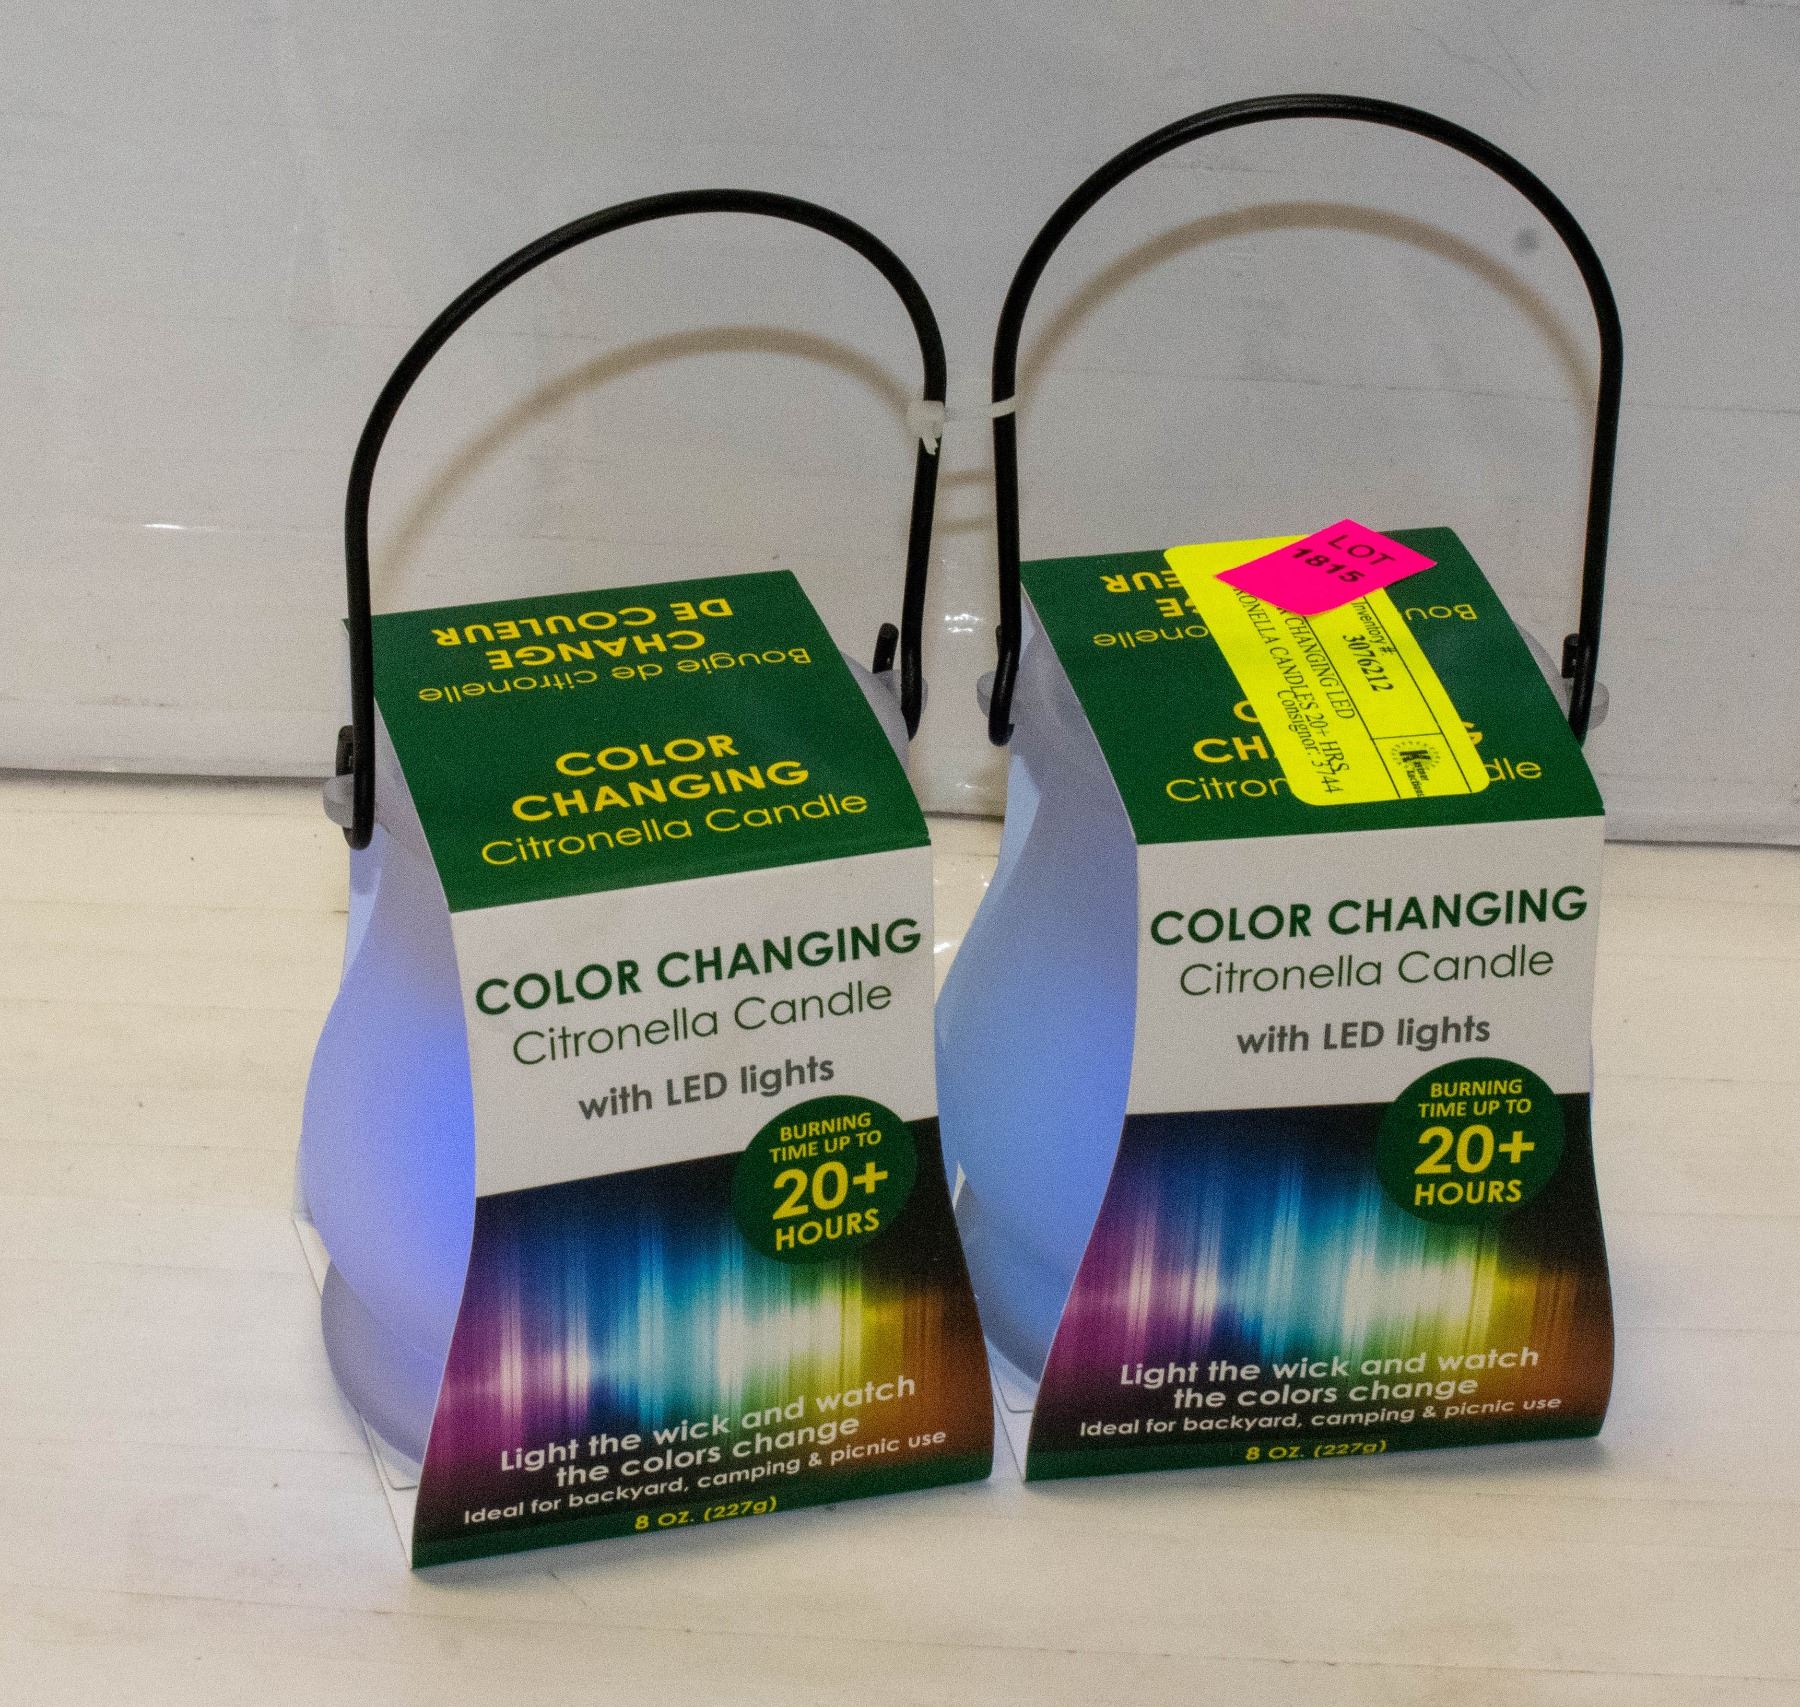 Bougie de citronelle
CHANGE
DE COULEUR
COLOR
CHANGING
Citronella Candle
COLOR CHANGING
Citronella Candle
with LED lights
BURNING
TIME UP TO
20+
HOURS
Light the wick and watch
the colors change
Ideal for backyard, camping & picnic use
8 OZ. (227g)
LOT
1815
Inventory #
3076212
CHANGING LED
CANDLES 20+ HRS
Consignor: 3744
COLOR CHANGING
Citronella Candle
with LED lights
BURNING
TIME UP TO
20+
HOURS
Light the wick and watch
the colors change
Ideal for backyard, camping & picnic use
8 OZ. (227g)